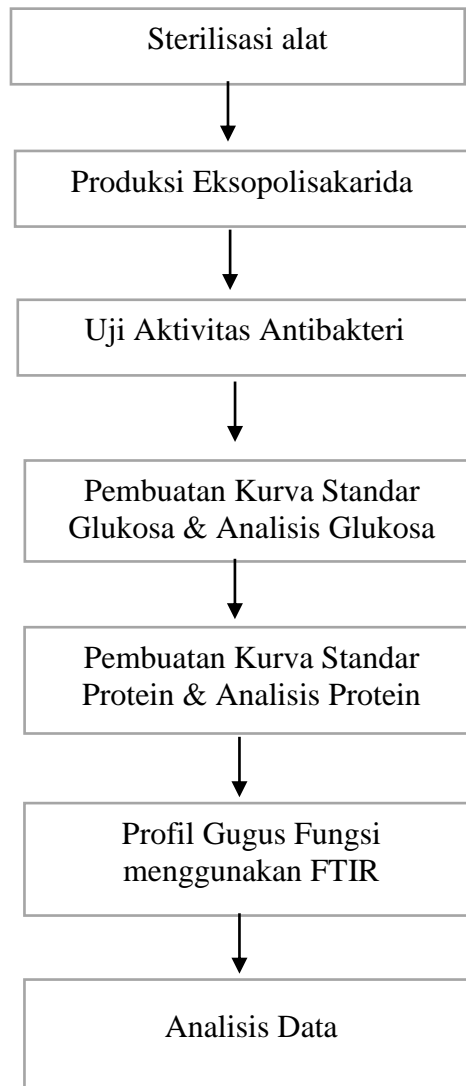 Sterilisasi alat
Produksi Eksopolisakarida
Uji Aktivitas Antibakteri
Pembuatan Kurva Standar
Glukosa & Analisis Glukosa
Pembuatan Kurva Standar
Protein & Analisis Protein
Profil Gugus Fungsi
menggunakan FTIR
Analisis Data